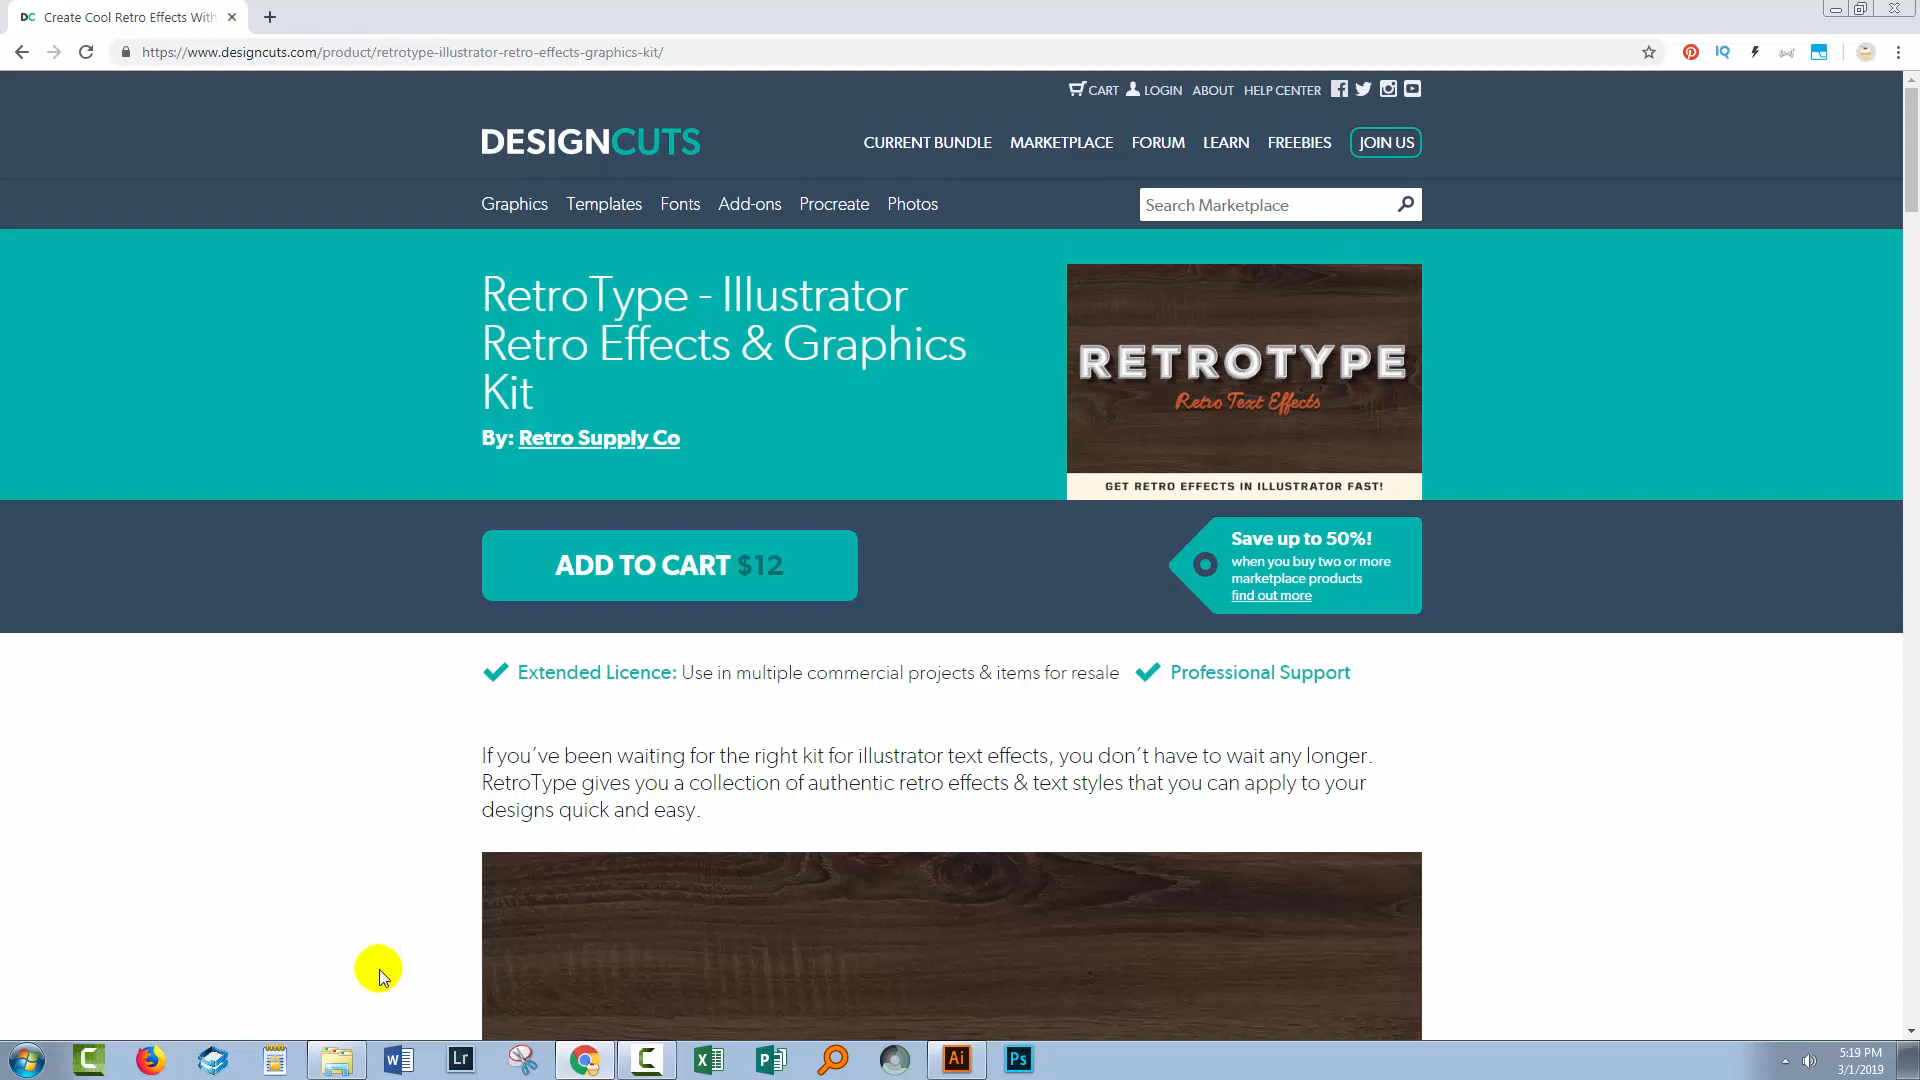 DC Create Cool Retro Effects With
https://www.designcuts.com/product/retrotype-illustrator-retro-effects-graphics-kit/
IQ
CART LOGIN ABOUT HELP CENTER
DESIGNCUTS
CURRENT BUNDLE MARKETPLACE FORUM LEARN FREEBIES JOIN US
Graphics Templates Fonts Add-ons Procreate Photos
Search Marketplace
RetroType - Illustrator
Retro Effects & Graphics
Kit
By: Retro Supply Co
RETROTYPE
Retro Text Effects
GET RETRO EFFECTS IN ILLUSTRATOR FAST!
ADD TO CART $12
Save up to 50%!
when you buy two or more
marketplace products
find out more
Extended Licence: Use in multiple commercial projects & items for resale
Professional Support
If you’ve been waiting for the right kit for illustrator text effects, you don’t have to wait any longer.
RetroType gives you a collection of authentic retro effects & text styles that you can apply to your
designs quick and easy.
Lr
Ai
Ps
5:19 PM
3/1/2019